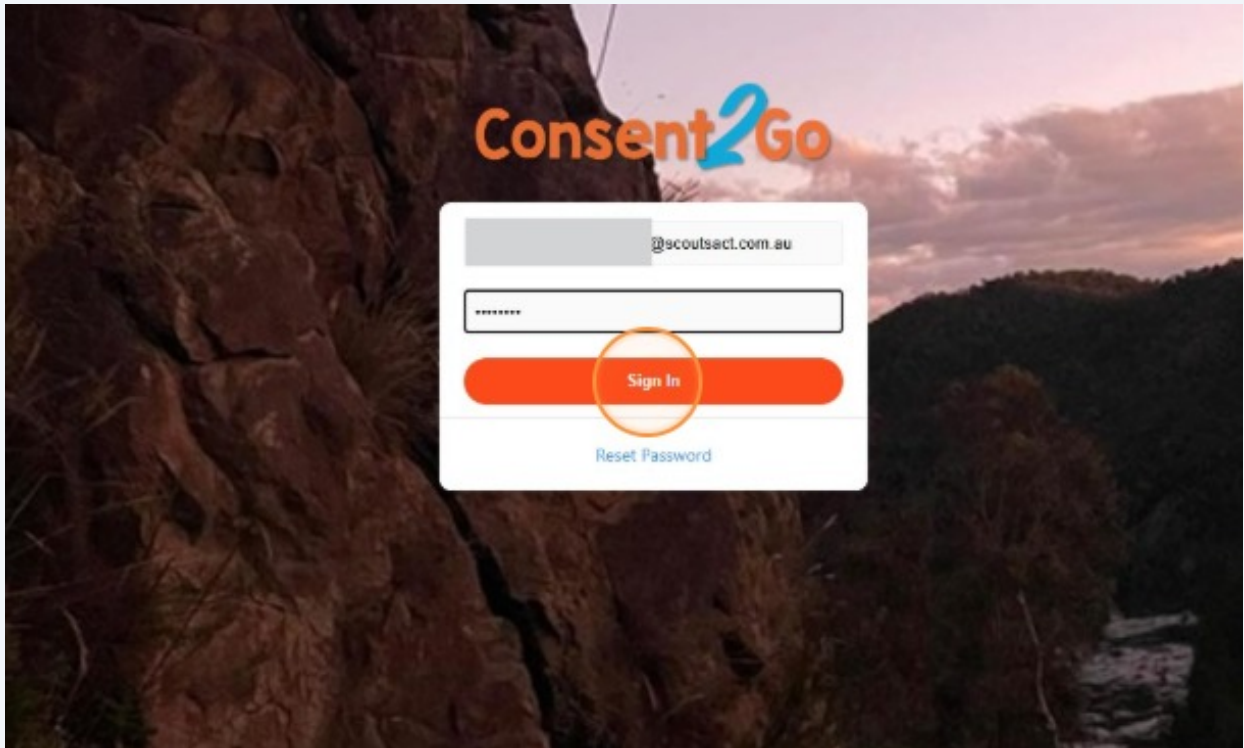 Consent2Go
@scoutsact.com.au
••••••••
Sign In
Reset Password